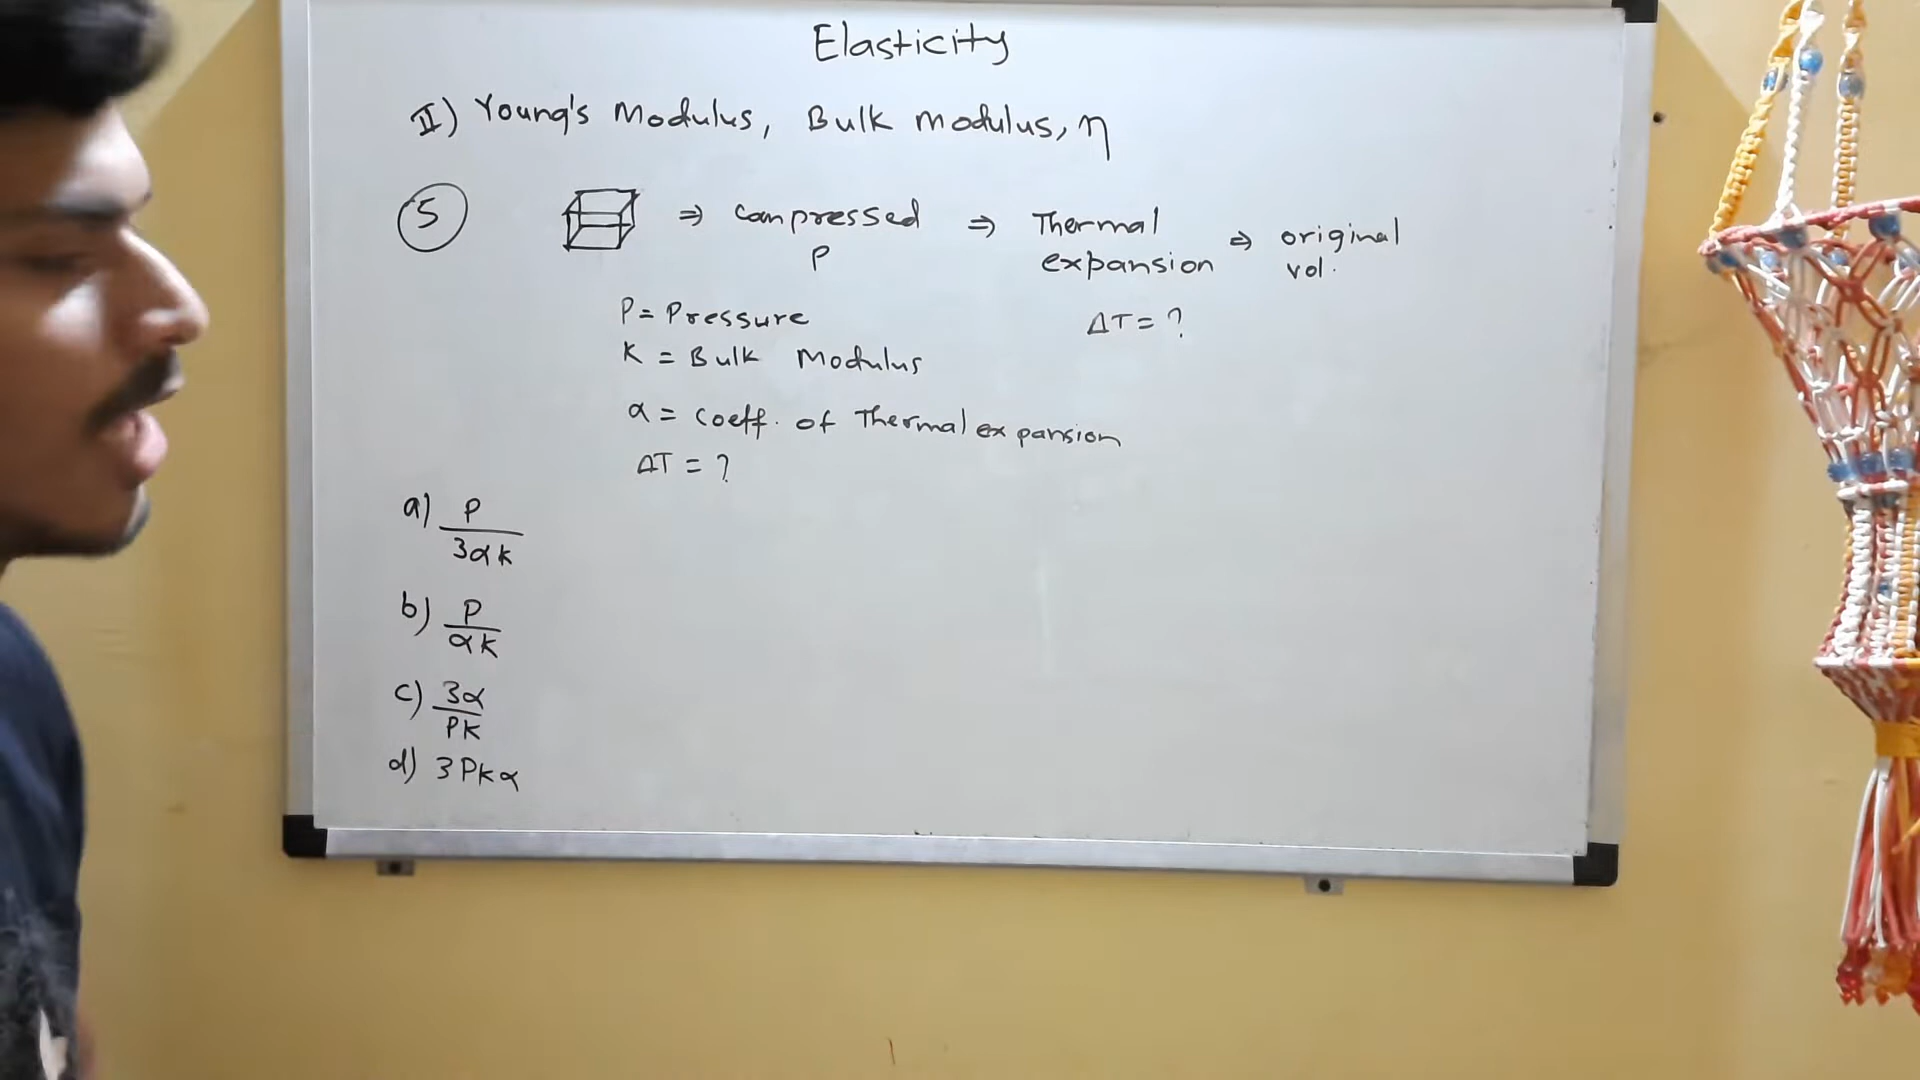 Elasticity
II) Young's Modulus, Bulk modulus, η
5 ⇒ compressed ⇒ Thermal ⇒ original
P expansion vol.
P = Pressure ΔT = ?
K = Bulk Modulus
α = coeff. of Thermal expansion
ΔT = ?
a) P / 3αk
b) P / αk
c) 3α / PK
d) 3PKα